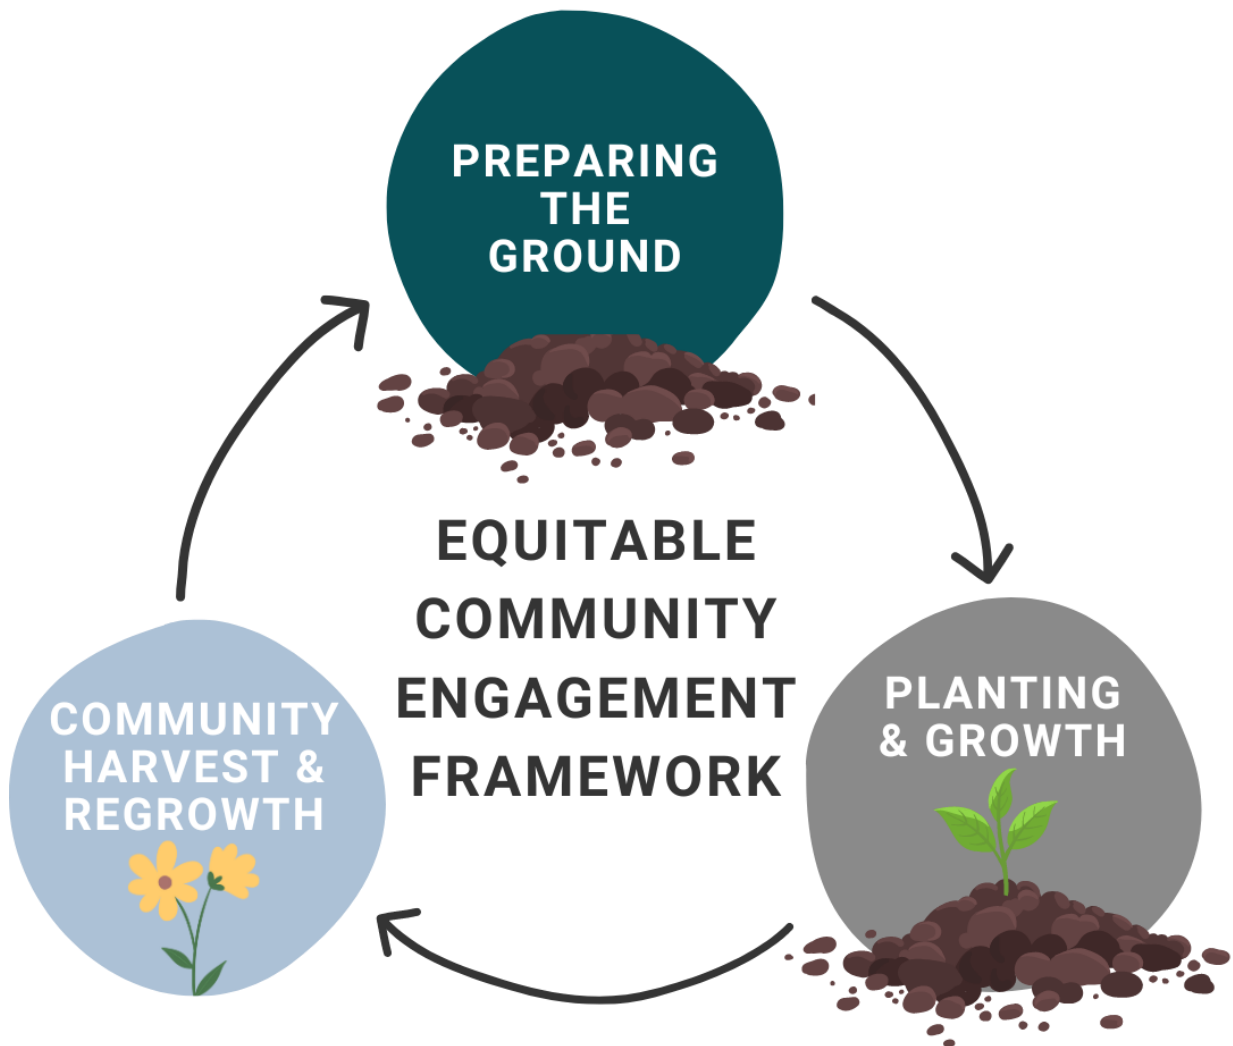 PREPARING
THE
GROUND
EQUITABLE
COMMUNITY
ENGAGEMENT
FRAMEWORK
PLANTING
& GROWTH
COMMUNITY
HARVEST &
REGROWTH